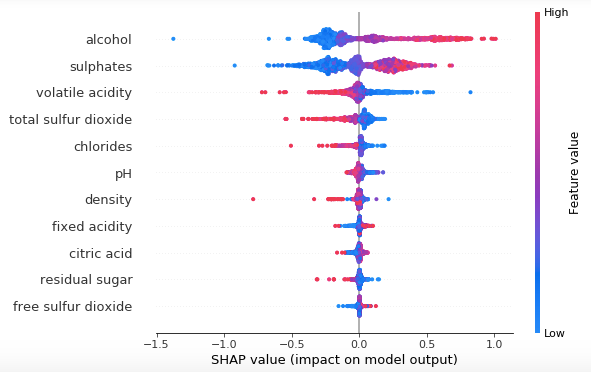 High
alcohol
sulphates
volatile acidity
total sulfur dioxide
chlorides
pH
density
fixed acidity
citric acid
residual sugar
free sulfur dioxide
Feature value
Low
−1.5 −1.0 −0.5 0.0 0.5 1.0
SHAP value (impact on model output)